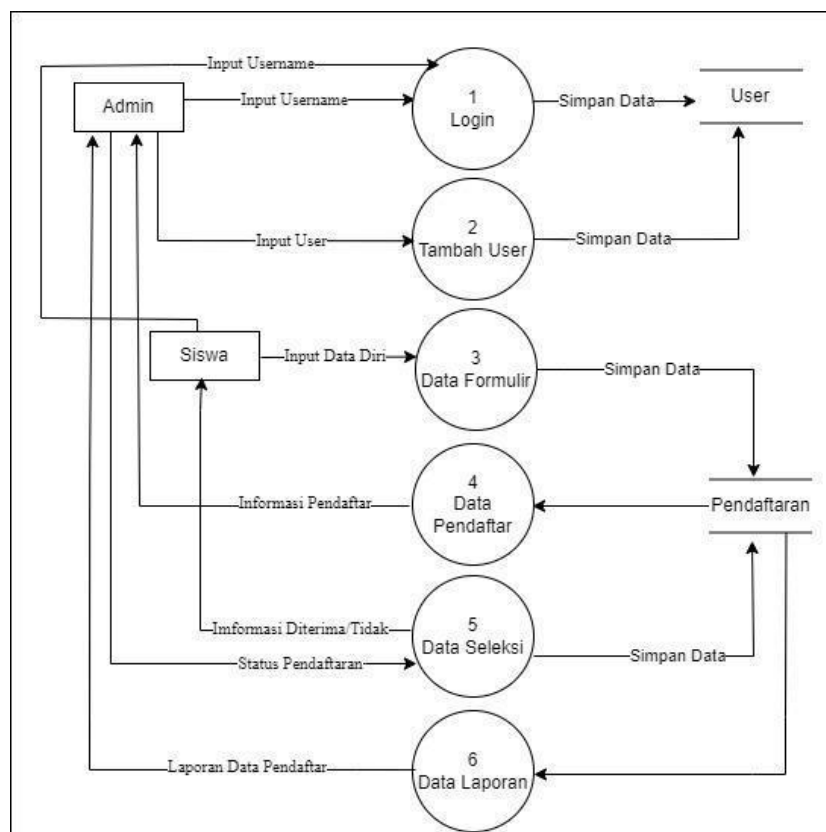 Input Username
Admin
Input Username
1
Login
Simpan Data
User
Input User
2
Tambah User
Simpan Data
Siswa
Input Data Diri
3
Data Formulir
Simpan Data
Informasi Pendaftar
4
Data
Pendaftar
Pendaftaran
Imformasi Diterima/Tidak
5
Data Seleksi
Status Pendaftaran
Simpan Data
Laporan Data Pendaftar
6
Data Laporan